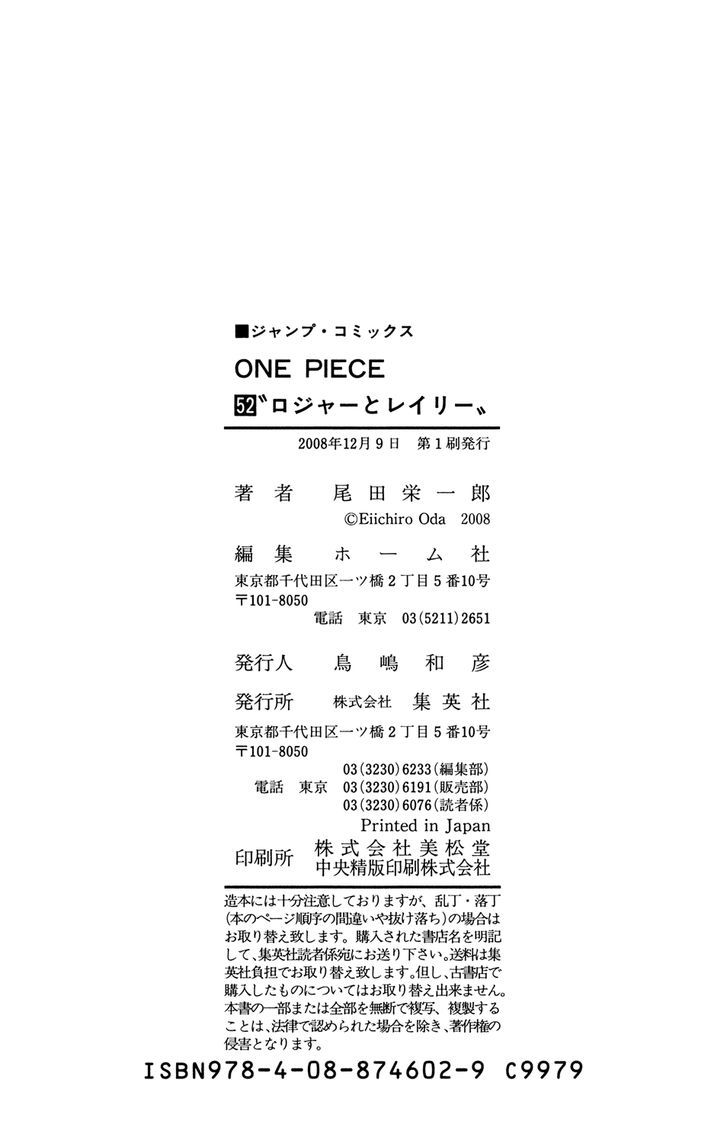 ■ジャンプ・コミックス
ONE PIECE
52〝ロジャーとレイリー〟
2008年12月9日　第1刷発行
著者　尾田栄一郎
©Eiichiro Oda　2008
編集　ホーム社
東京都千代田区一ツ橋2丁目5番10号
〒101-8050
電話　東京　03(5211)2651
発行人　鳥嶋和彦
発行所　株式会社　集英社
東京都千代田区一ツ橋2丁目5番10号
〒101-8050
03(3230)6233(編集部)
電話　東京　03(3230)6191(販売部)
03(3230)6076(読者係)
Printed in Japan
印刷所　株式会社美松堂
中央精版印刷株式会社
造本には十分注意しておりますが、乱丁・落丁
(本のページ順序の間違いや抜け落ち)の場合は
お取り替え致します。購入された書店名を明記
して、集英社読者係宛にお送り下さい。送料は集
英社負担でお取り替え致します。但し、古書店で
購入したものについてはお取り替え出来ません。
本書の一部または全部を無断で複写、複製する
ことは、法律で認められた場合を除き、著作権の
侵害となります。
ISBN978-4-08-874602-9 C9979